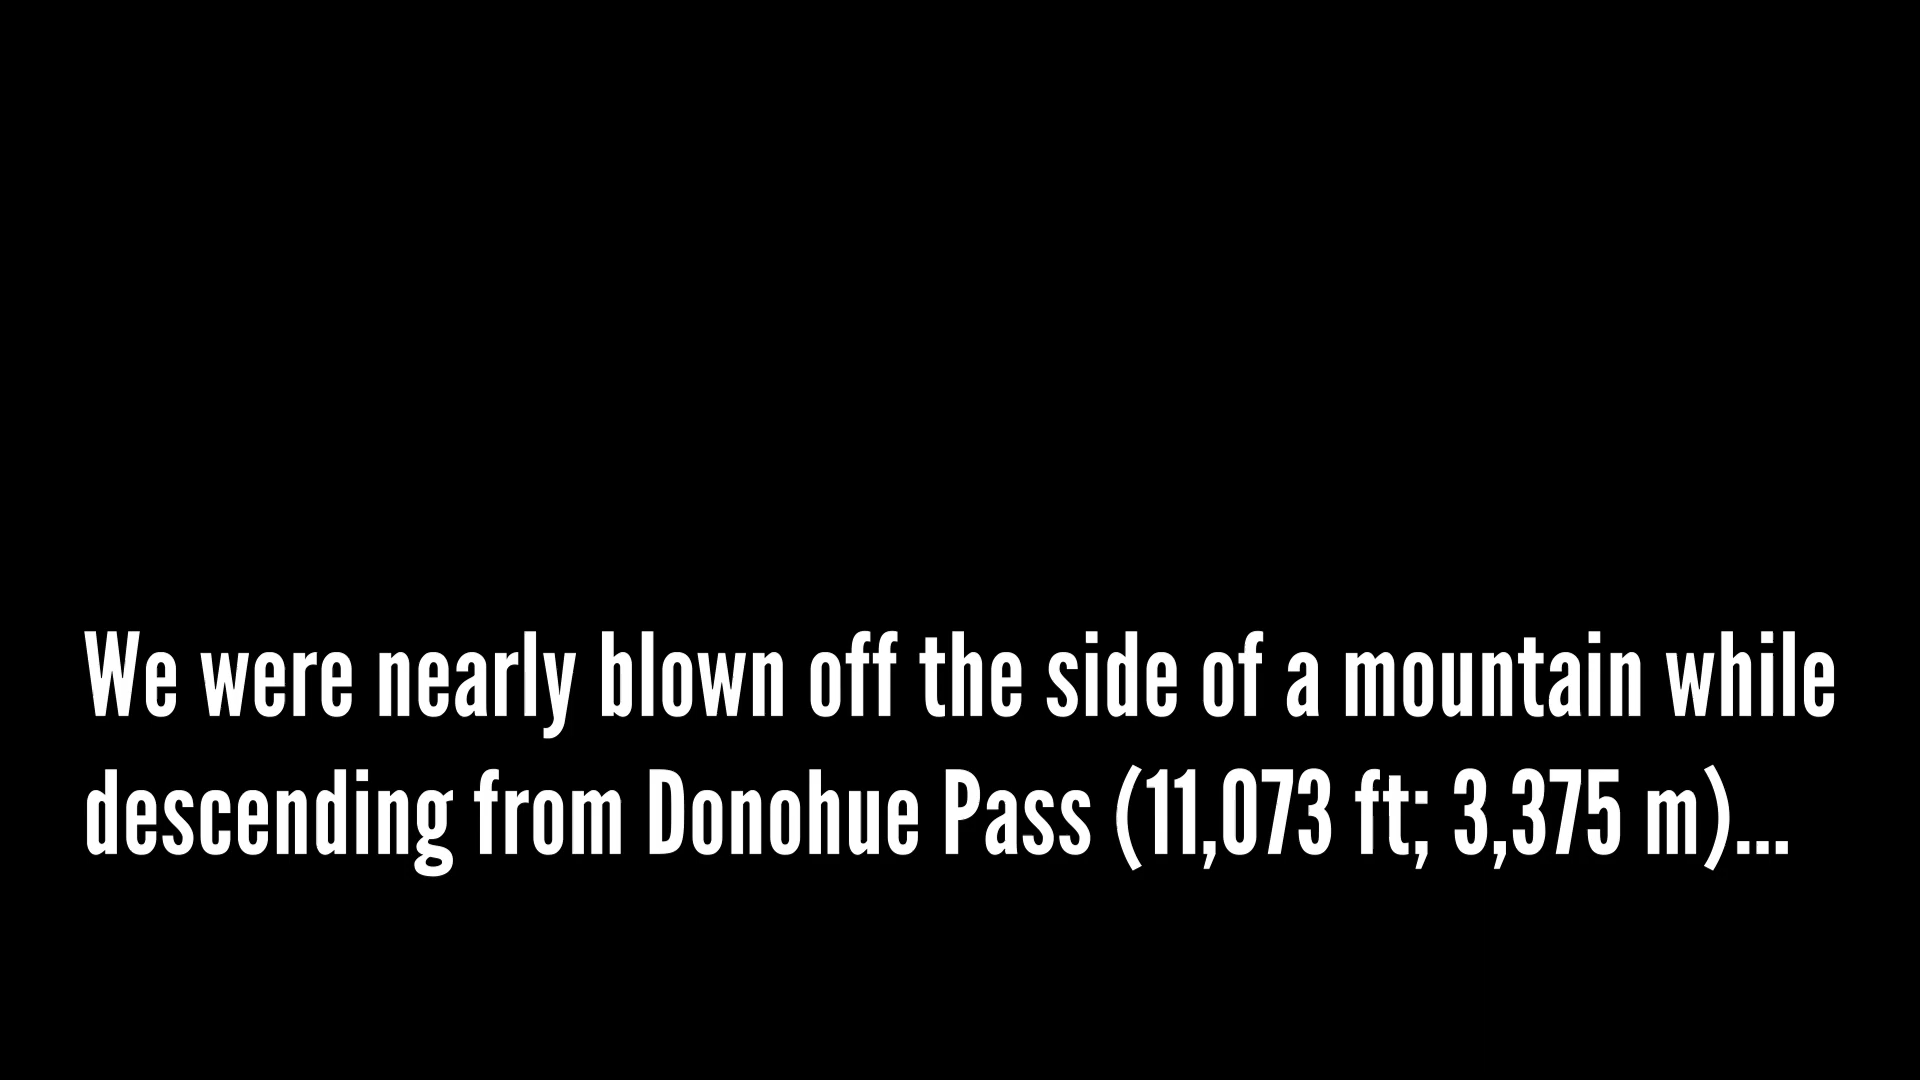 We were nearly blown off the side of a mountain while
descending from Donohue Pass (11,073 ft; 3,375 m)...